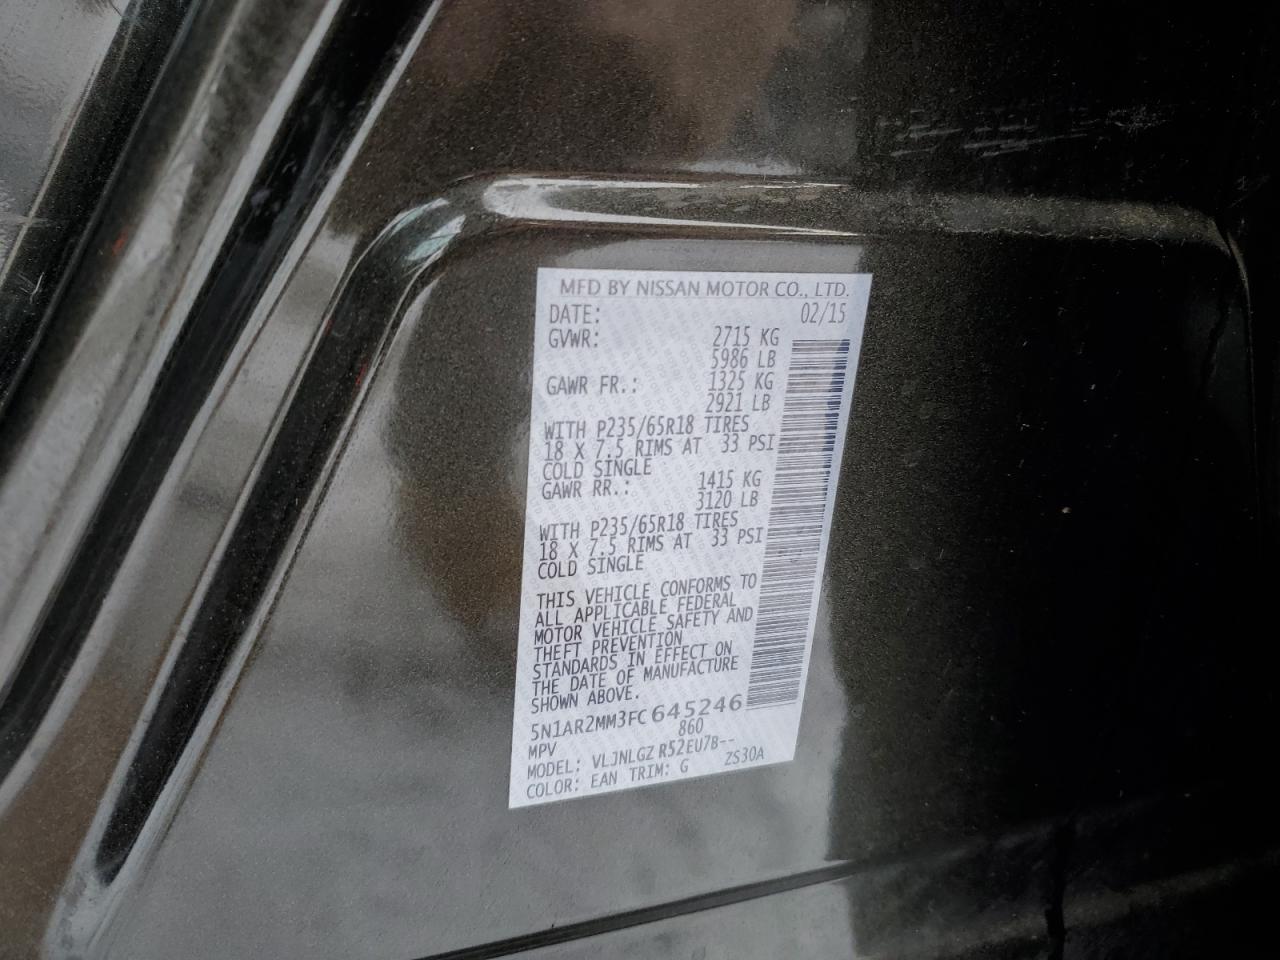 MFD BY NISSAN MOTOR CO., LTD.
DATE: 02/15
GVWR: 2715 KG
5986 LB
GAWR FR.: 1325 KG
2921 LB
WITH P235/65R18 TIRES
18 X 7.5 RIMS AT 33 PSI
COLD SINGLE
GAWR RR.: 1415 KG
3120 LB
WITH P235/65R18 TIRES
18 X 7.5 RIMS AT 33 PSI
COLD SINGLE
THIS VEHICLE CONFORMS TO
ALL APPLICABLE FEDERAL
MOTOR VEHICLE SAFETY AND
THEFT PREVENTION
STANDARDS IN EFFECT ON
THE DATE OF MANUFACTURE
SHOWN ABOVE.
5N1AR2MM3FC645246
MPV 860
MODEL: VLJNLGZ R52EU7B--
COLOR: EAN TRIM: G ZS30A